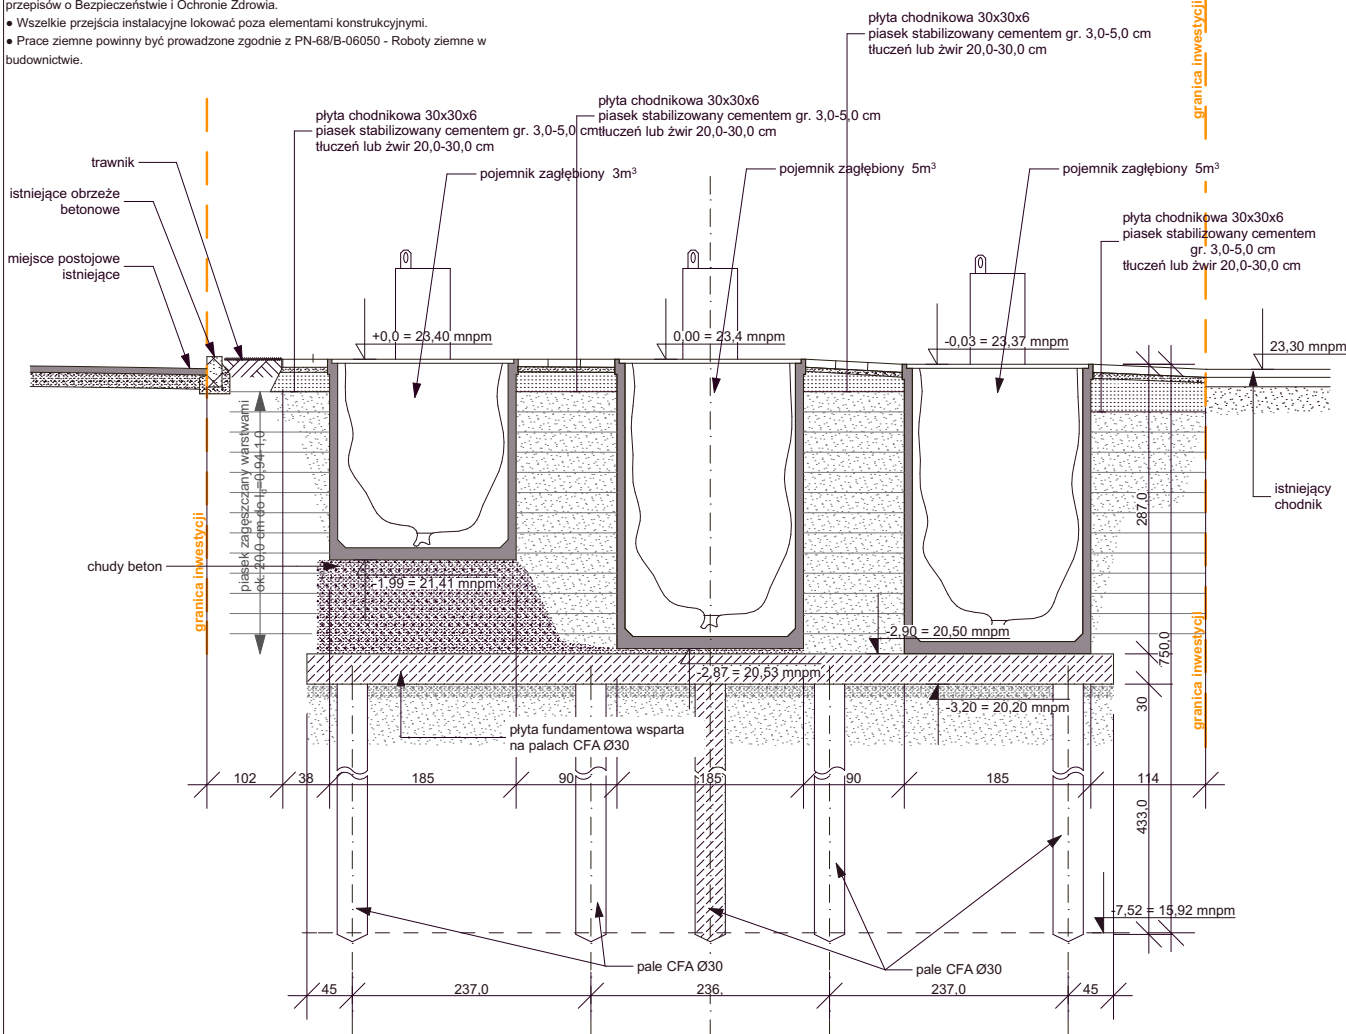 przepisów o Bezpieczeństwie i Ochronie Zdrowia.
● Wszelkie przejścia instalacyjne lokować poza elementami konstrukcyjnymi.
● Prace ziemne powinny być prowadzone zgodnie z PN-68/B-06050 - Roboty ziemne w
budownictwie.
płyta chodnikowa 30x30x6
piasek stabilizowany cementem gr. 3,0-5,0 cm
tłuczeń lub żwir 20,0-30,0 cm
granica inwestycji
płyta chodnikowa 30x30x6
piasek stabilizowany cementem gr. 3,0-5,0 cm
tłuczeń lub żwir 20,0-30,0 cm
płyta chodnikowa 30x30x6
piasek stabilizowany cementem gr. 3,0-5,0 cm
tłuczeń lub żwir 20,0-30,0 cm
trawnik
istniejące obrzeże
betonowe
miejsce postojowe
istniejące
pojemnik zagłębiony 3m³
pojemnik zagłębiony 5m³
pojemnik zagłębiony 5m³
płyta chodnikowa 30x30x6
piasek stabilizowany cementem
gr. 3,0-5,0 cm
tłuczeń lub żwir 20,0-30,0 cm
+0,0 = 23,40 mnpm
0,00 = 23,4 mnpm
-0,03 = 23,37 mnpm
23,30 mnpm
piasek zagęszczany warstwami
ok. 20,0 cm do I =0,94-1,0
granica inwestycji
chudy beton
-1,99 = 21,41 mnpm
287,0
istniejący
chodnik
-2,90 = 20,50 mnpm
-2,87 = 20,53 mnpm
750,0
granica inwestycji
30
-3,20 = 20,20 mnpm
płyta fundamentowa wsparta
na palach CFA Ø30
102
38
185
90
185
90
185
114
433,0
-7,52 = 15,92 mnpm
pale CFA Ø30
pale CFA Ø30
45
237,0
236,
237,0
45